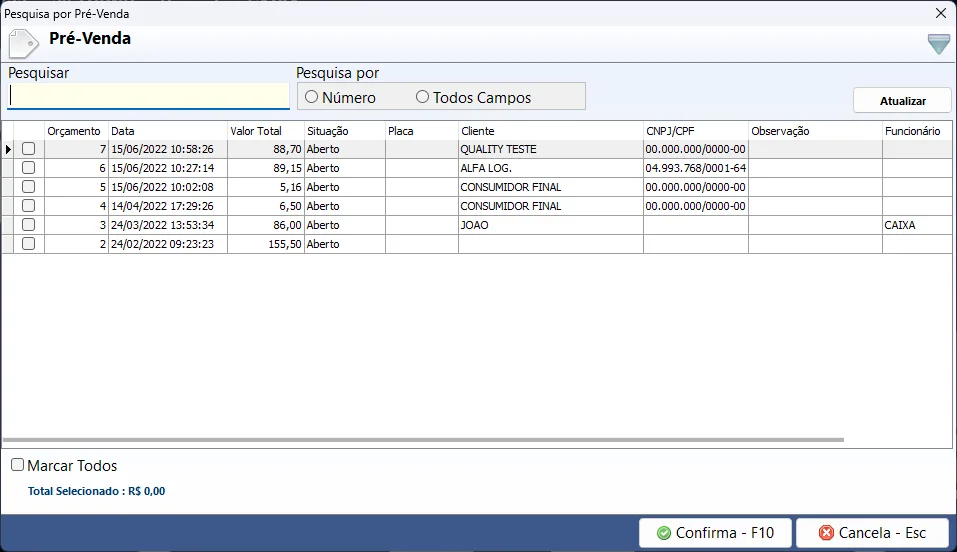 Pesquisa por Pré-Venda
Pré-Venda
Pesquisar Pesquisa por
Número Todos Campos
Atualizar
Orçamento Data Valor Total Situação Placa Cliente CNPJ/CPF Observação Funcionário
7 15/06/2022 10:58:26 88,70 Aberto QUALITY TESTE 00.000.000/0000-00
6 15/06/2022 10:27:14 89,15 Aberto ALFA LOG. 04.993.768/0001-64
5 15/06/2022 10:02:08 5,16 Aberto CONSUMIDOR FINAL 00.000.000/0000-00
4 14/04/2022 17:29:26 6,50 Aberto CONSUMIDOR FINAL 00.000.000/0000-00
3 24/03/2022 13:53:34 86,00 Aberto JOAO CAIXA
2 24/02/2022 09:23:23 155,50 Aberto
Marcar Todos
Total Selecionado : R$ 0,00
Confirma - F10 Cancela - Esc